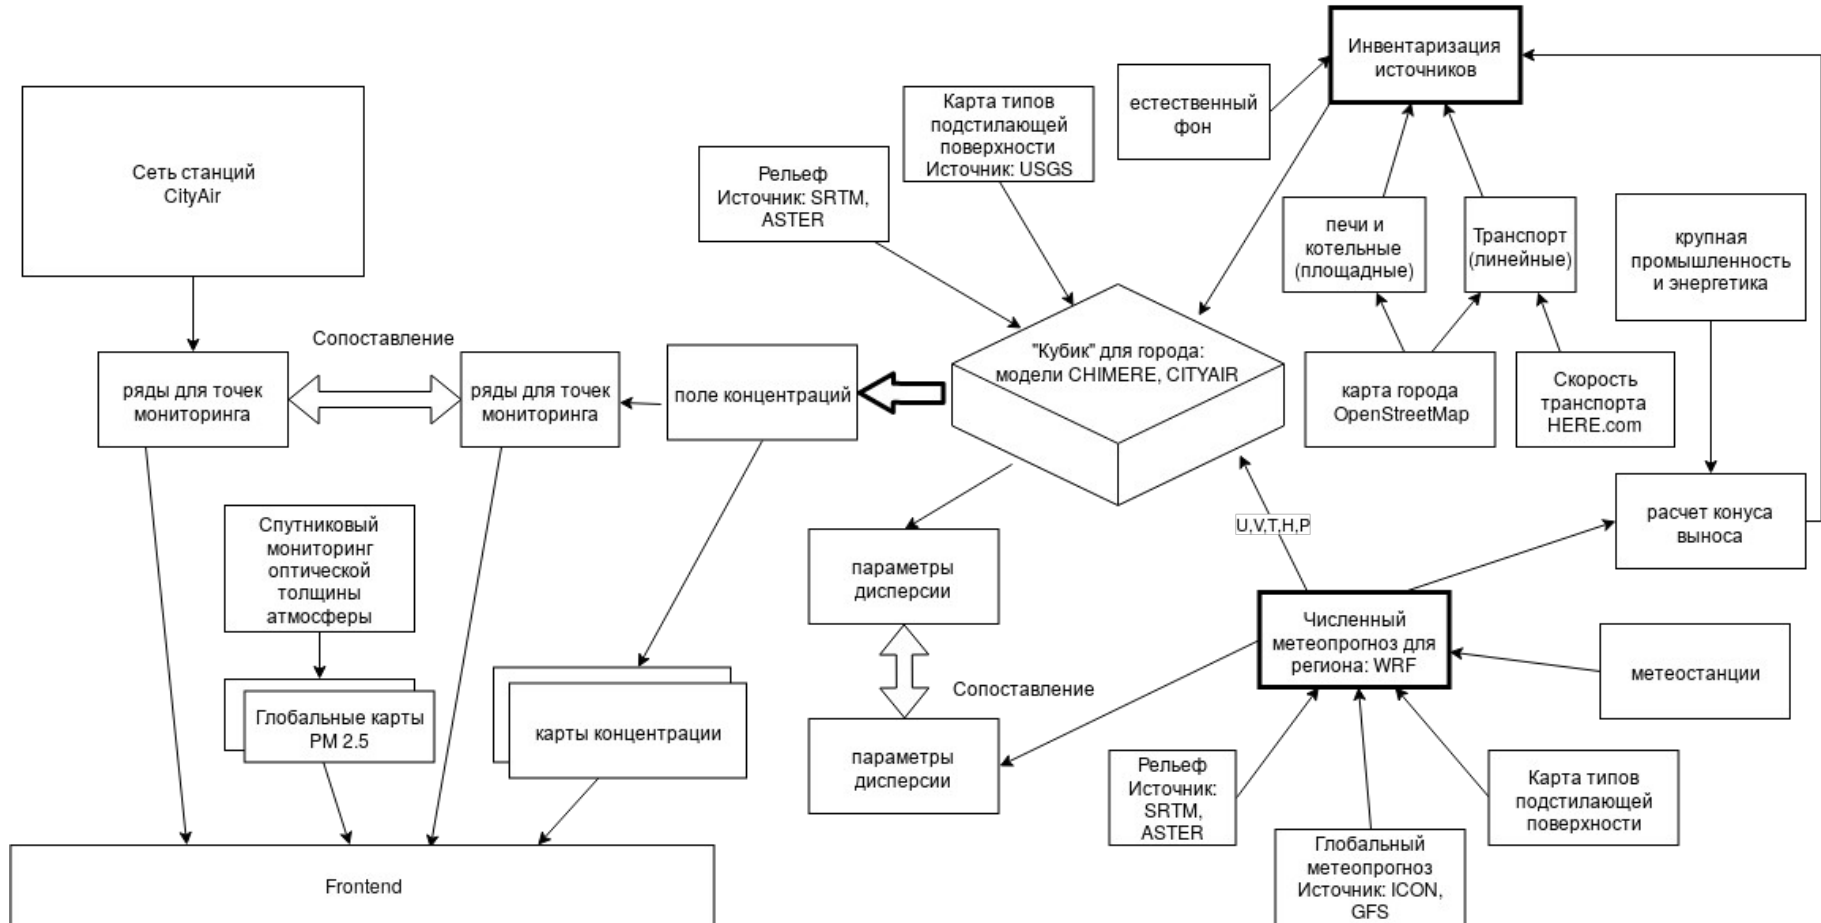 Инвентаризация
источников
естественный
фон
Карта типов
подстилающей
поверхности
Источник: USGS
Сеть станций
CityAir
Рельеф
Источник: SRTM,
ASTER
печи и
котельные
(площадные)
Транспорт
(линейные)
крупная
промышленность
и энергетика
Сопоставление
"Кубик" для города:
модели CHIMERE, CITYAIR
ряды для точек
мониторинга
ряды для точек
мониторинга
поле концентраций
карта города
OpenStreetMap
Скорость
транспорта
HERE.com
Спутниковый
мониторинг
оптической
толщины
атмосферы
U,V,T,H,P
расчет конуса
выноса
параметры
дисперсии
Численный
метеопрогноз для
региона: WRF
метеостанции
Сопоставление
Глобальные карты
PM 2.5
карты концентрации
параметры
дисперсии
Рельеф
Источник:
SRTM,
ASTER
Карта типов
подстилающей
поверхности
Глобальный
метеопрогноз
Источник: ICON,
GFS
Frontend